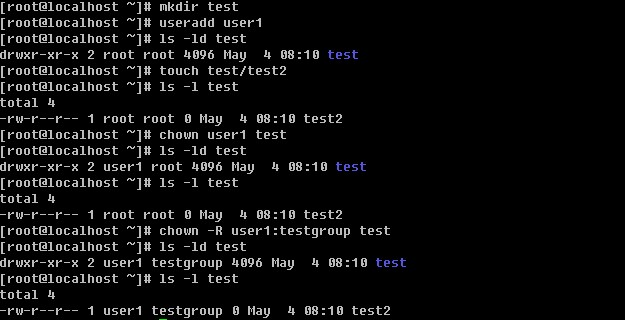 [root@localhost ~]# mkdir test
[root@localhost ~]# useradd user1
[root@localhost ~]# ls -ld test
drwxr-xr-x 2 root root 4096 May  4 08:10 test
[root@localhost ~]# touch test/test2
[root@localhost ~]# ls -l test
total 4
-rw-r--r-- 1 root root 0 May  4 08:10 test2
[root@localhost ~]# chown user1 test
[root@localhost ~]# ls -ld test
drwxr-xr-x 2 user1 root 4096 May  4 08:10 test
[root@localhost ~]# ls -l test
total 4
-rw-r--r-- 1 root root 0 May  4 08:10 test2
[root@localhost ~]# chown -R user1:testgroup test
[root@localhost ~]# ls -ld test
drwxr-xr-x 2 user1 testgroup 4096 May  4 08:10 test
[root@localhost ~]# ls -l test
total 4
-rw-r--r-- 1 user1 testgroup 0 May  4 08:10 test2